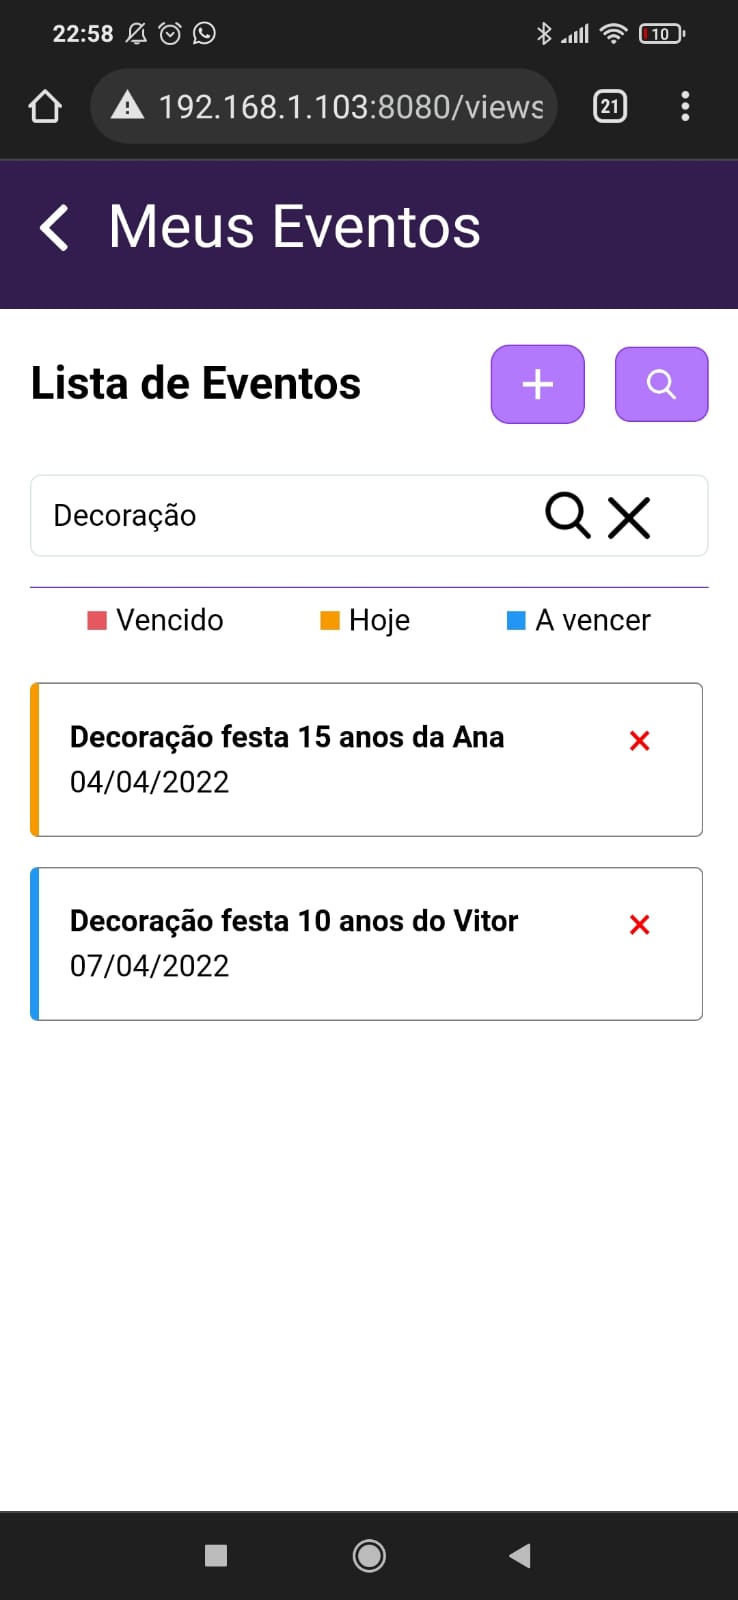 22:58
10
192.168.1.103:8080/views
21
Meus Eventos
Lista de Eventos
Decoração
Vencido Hoje A vencer
Decoração festa 15 anos da Ana
04/04/2022
Decoração festa 10 anos do Vitor
07/04/2022